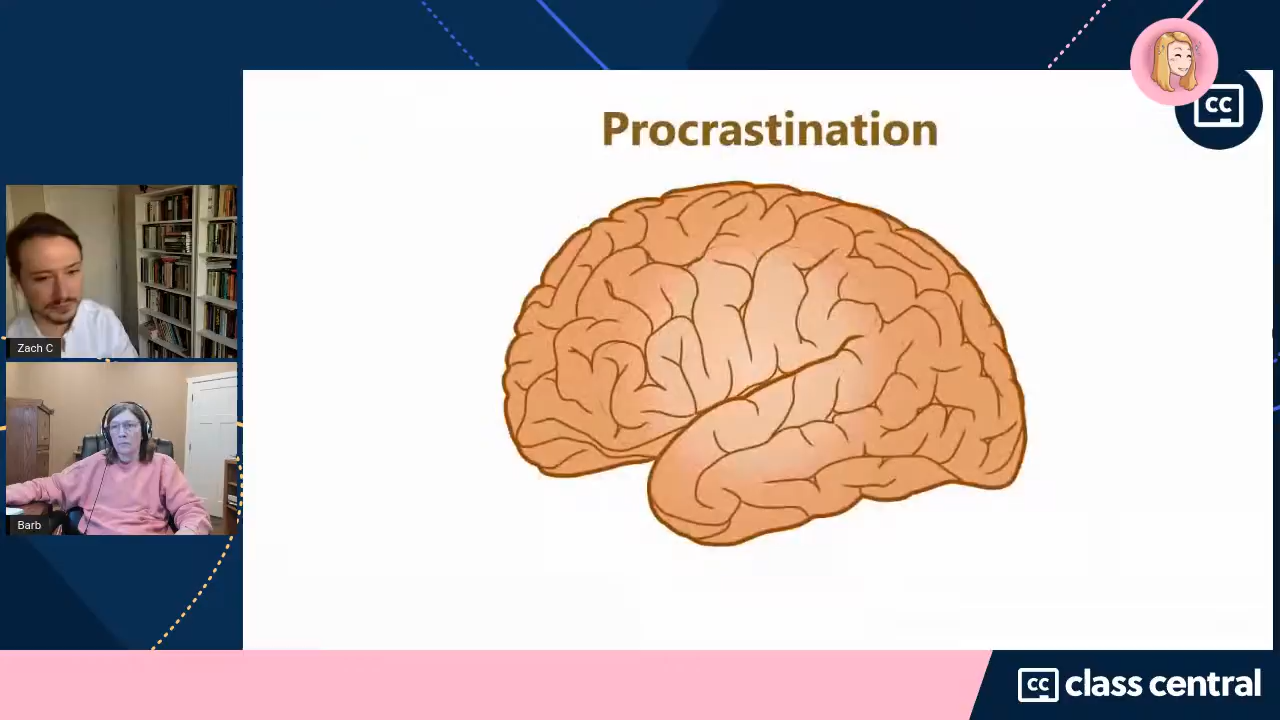 Procrastination
CC
Zach C
Barb
CC class central